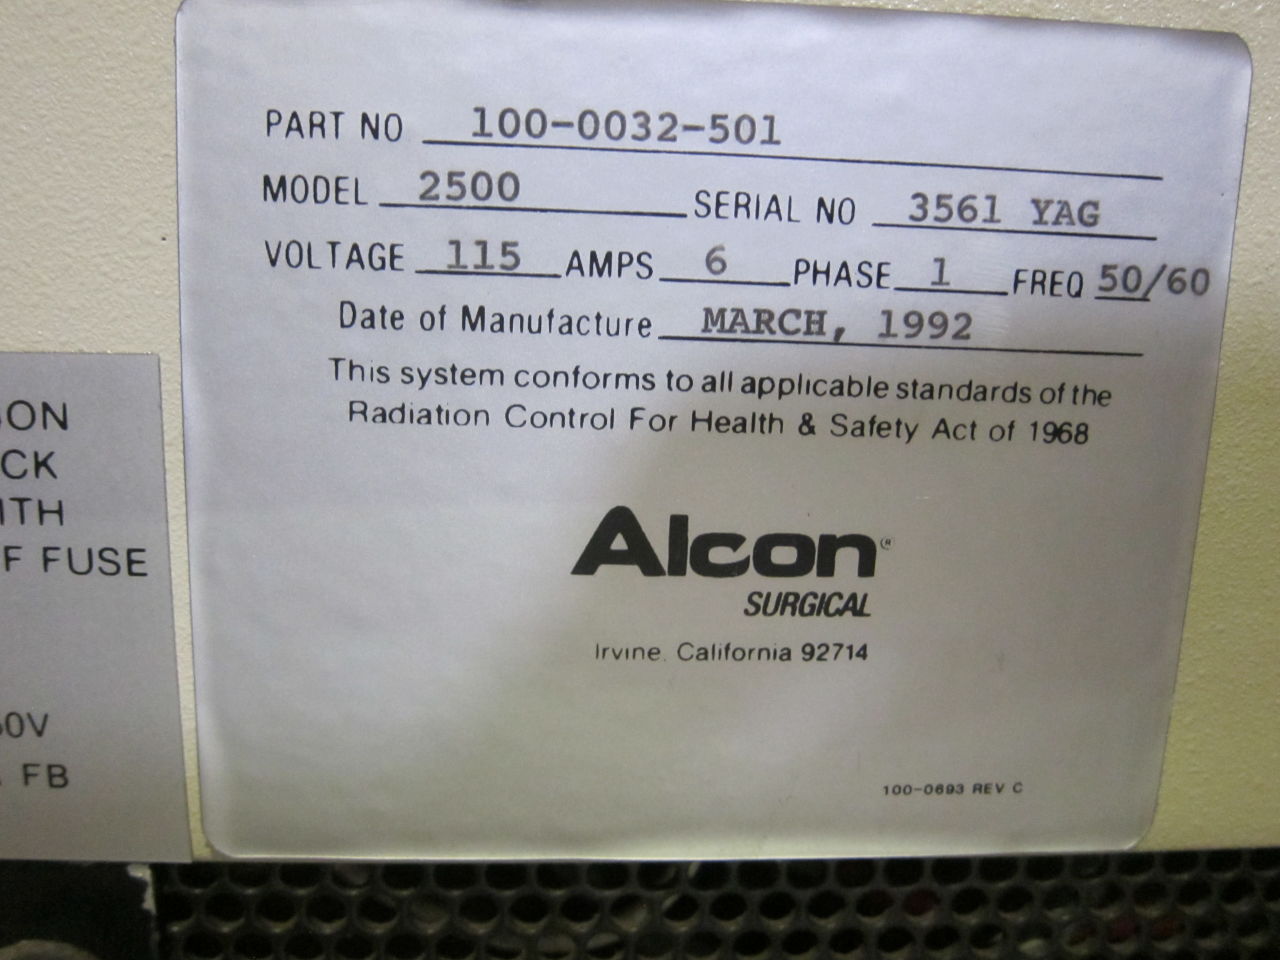 PART NO 100-0032-501
MODEL 2500 SERIAL NO 3561 YAG
VOLTAGE 115 AMPS 6 PHASE 1 FREQ 50/60
Date of Manufacture MARCH, 1992
This system conforms to all applicable standards of the
Radiation Control For Health & Safety Act of 1968
Alcon®
SURGICAL
Irvine. California 92714
100-0693 REV C
ON
CK
ITH
F FUSE
0V
FB